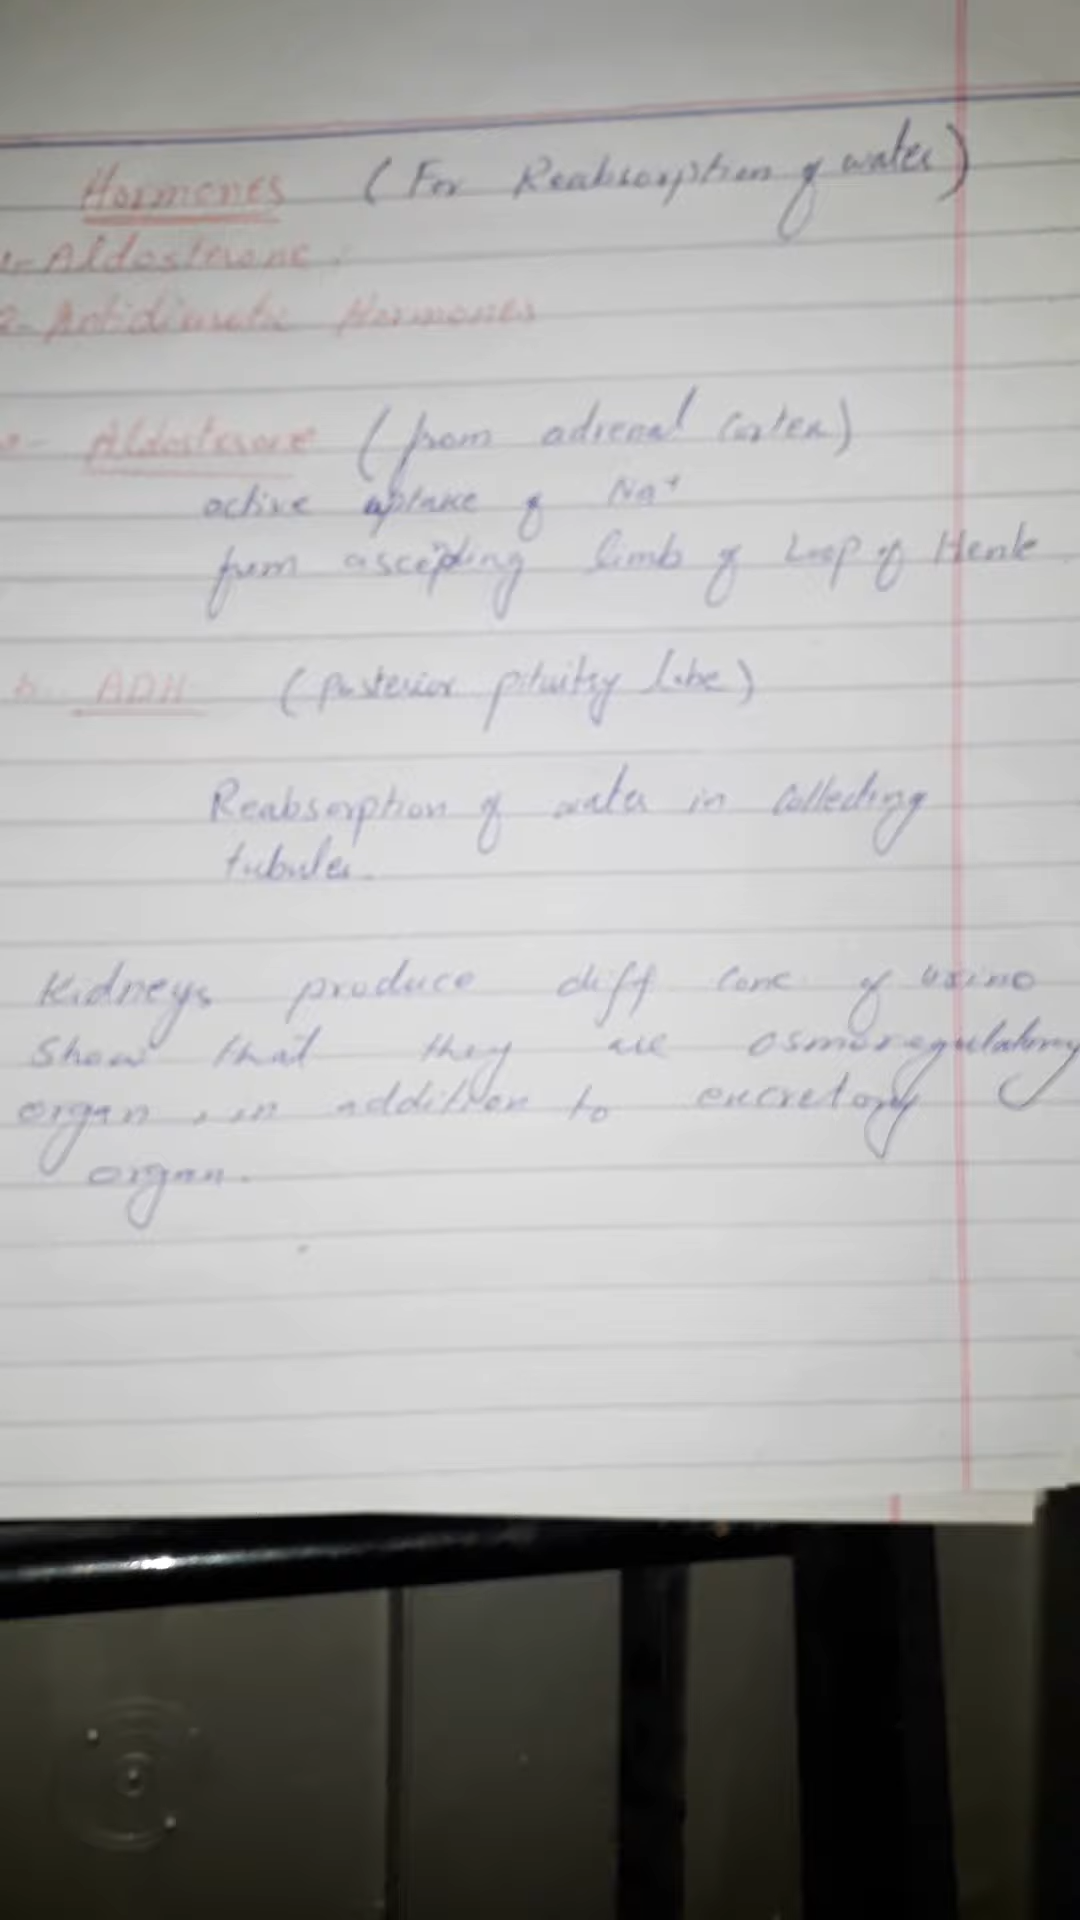 Hormones (For Reabsorption of water)
1- Aldosterone.
2- Antidiuretic Hormones
a- Aldosterone (from adrenal cortex)
active uptake of Na+
from ascending limb of Loop of Henle
b- ADH (Posterior pituitry lobe)
Reabsorption of water in collecting
tubules.
Kidneys produce diff conc. of urine
Show that they are osmoregulatory
organ, in addition to excretory
organ.